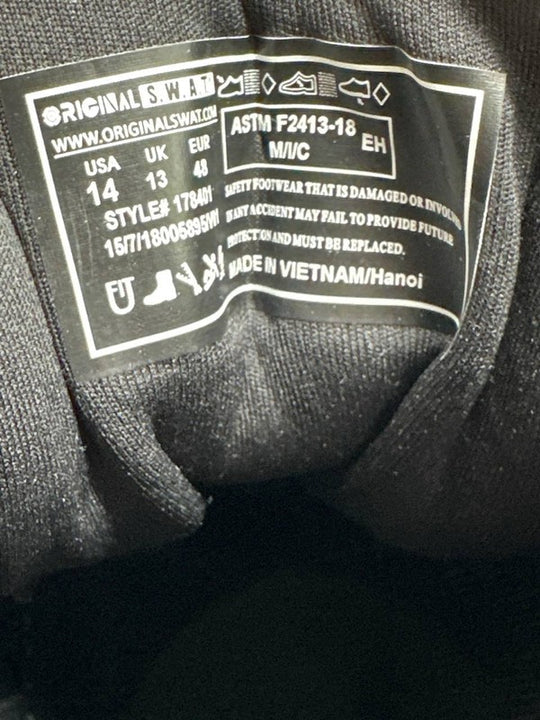 ORIGINAL S.W.A.T
WWW.ORIGINALSWAT.COM
USA UK EUR
14 13 48
STYLE# 178401
ASTM F2413-18
M/I/C
EH
SAFETY FOOTWEAR THAT IS DAMAGED OR INVOLVED
IN ANY ACCIDENT MAY FAIL TO PROVIDE FUTURE
PROTECTION AND MUST BE REPLACED.
MADE IN VIETNAM/Hanoi